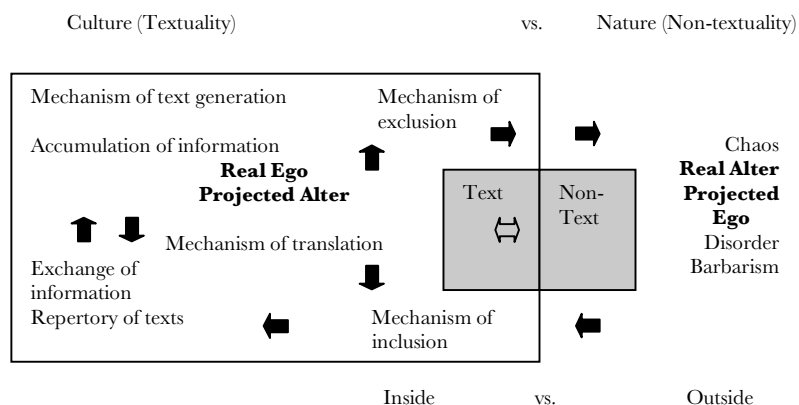 Culture (Textuality) vs. Nature (Non-textuality)
Mechanism of text generation
Mechanism of
exclusion
Accumulation of information
Chaos
Real Ego
Projected Alter
Real Alter
Projected
Ego
Text
Non-
Text
Disorder
Barbarism
Mechanism of translation
Exchange of
information
Repertory of texts
Mechanism of
inclusion
Inside vs. Outside